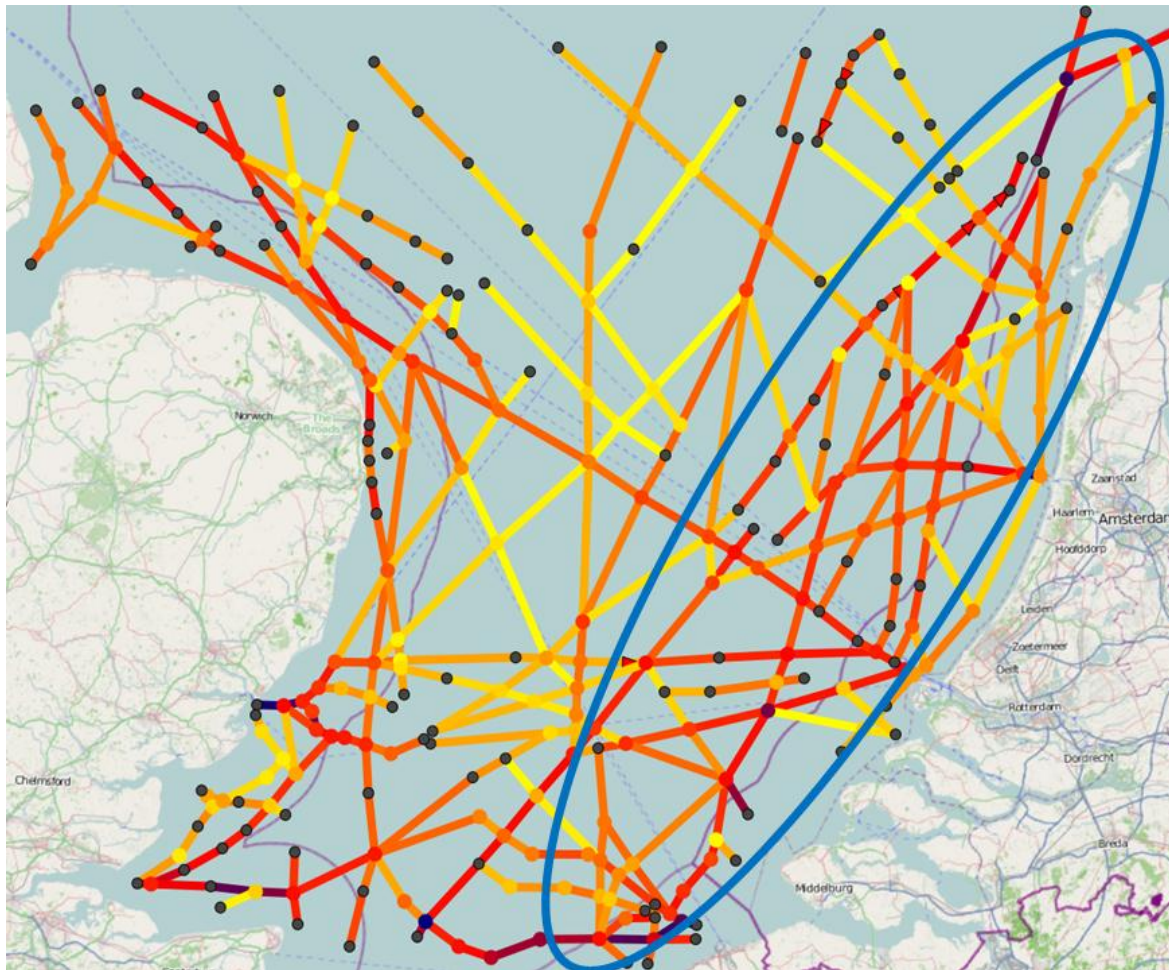 Norwich
The
Broads
Zaanstad
Haarlem
Amsterdam
Hoofddorp
Leiden
Zoetermeer
Delft
Rotterdam
Dordrecht
Chelmsford
Breda
Middelburg